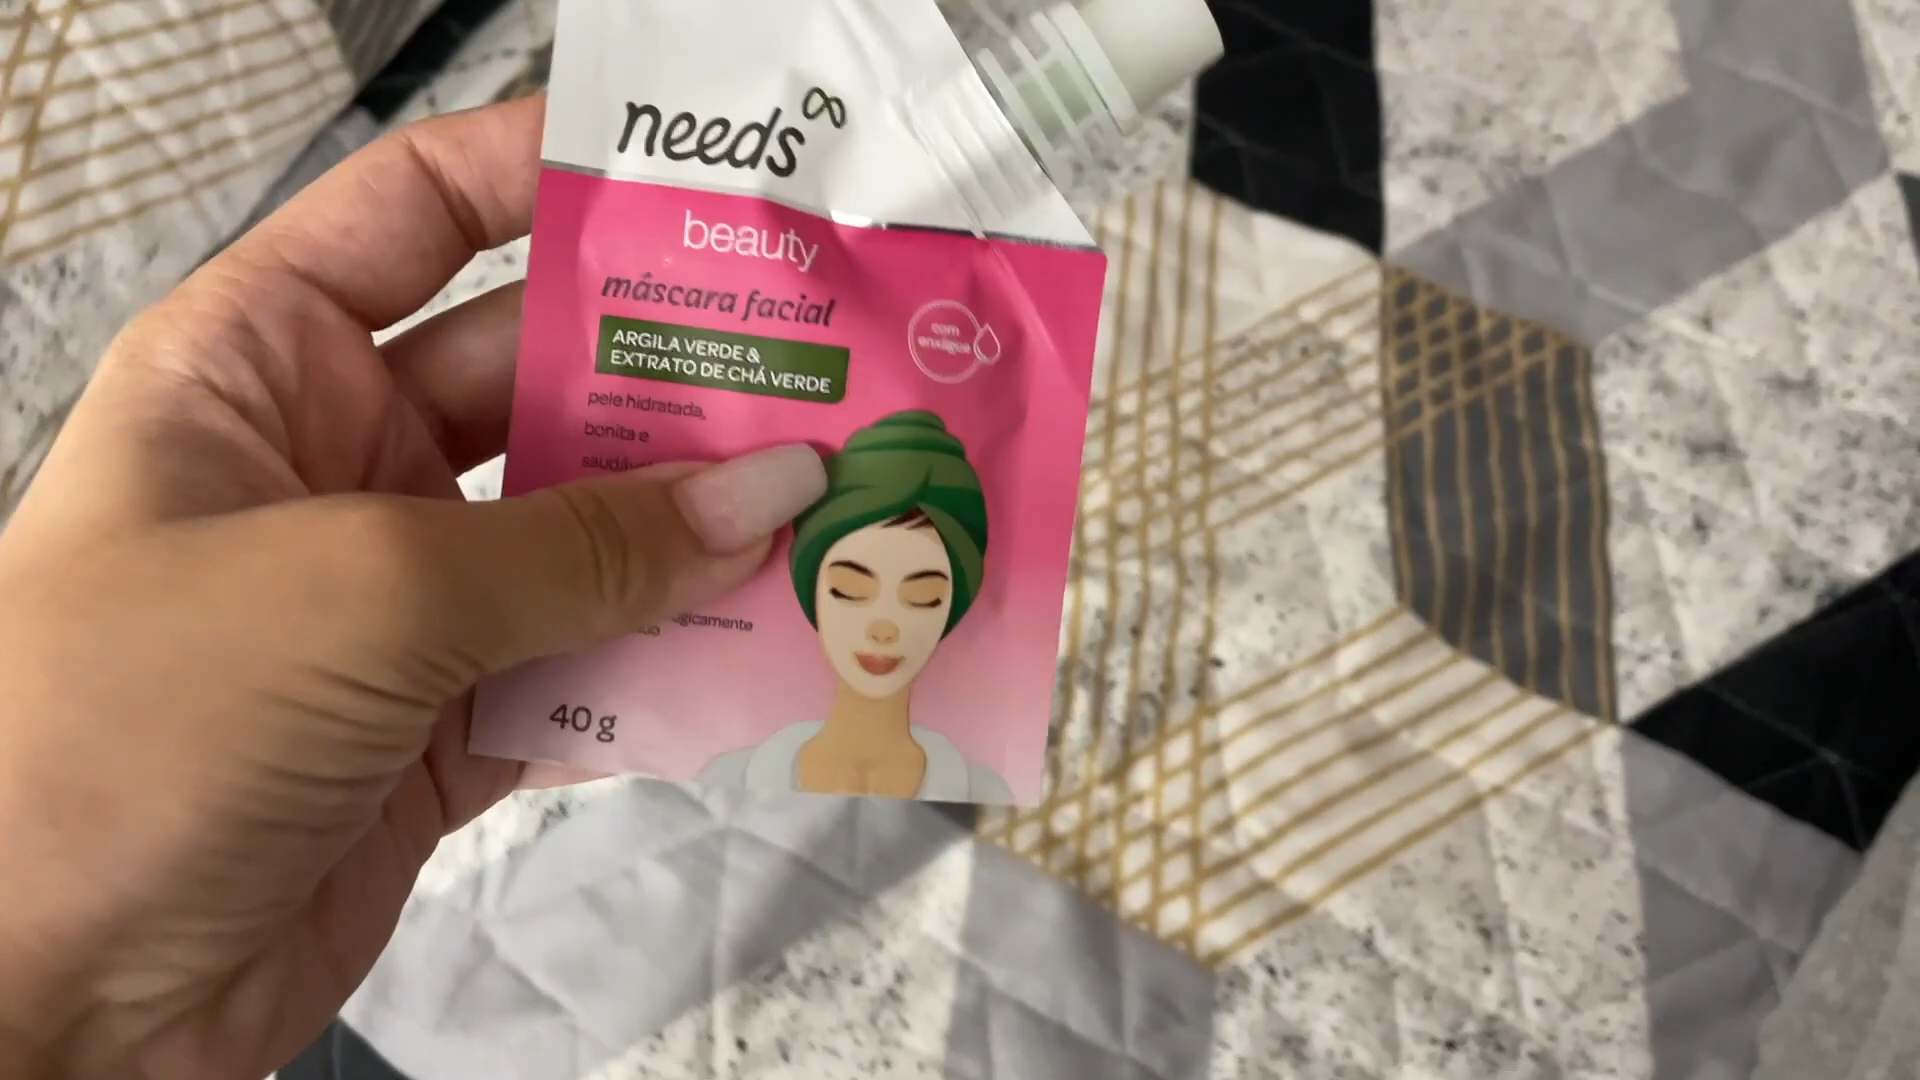 needs
beauty
máscara facial
ARGILA VERDE &
EXTRATO DE CHÁ VERDE
com
enxágue
pele hidratada,
bonita e
40 g